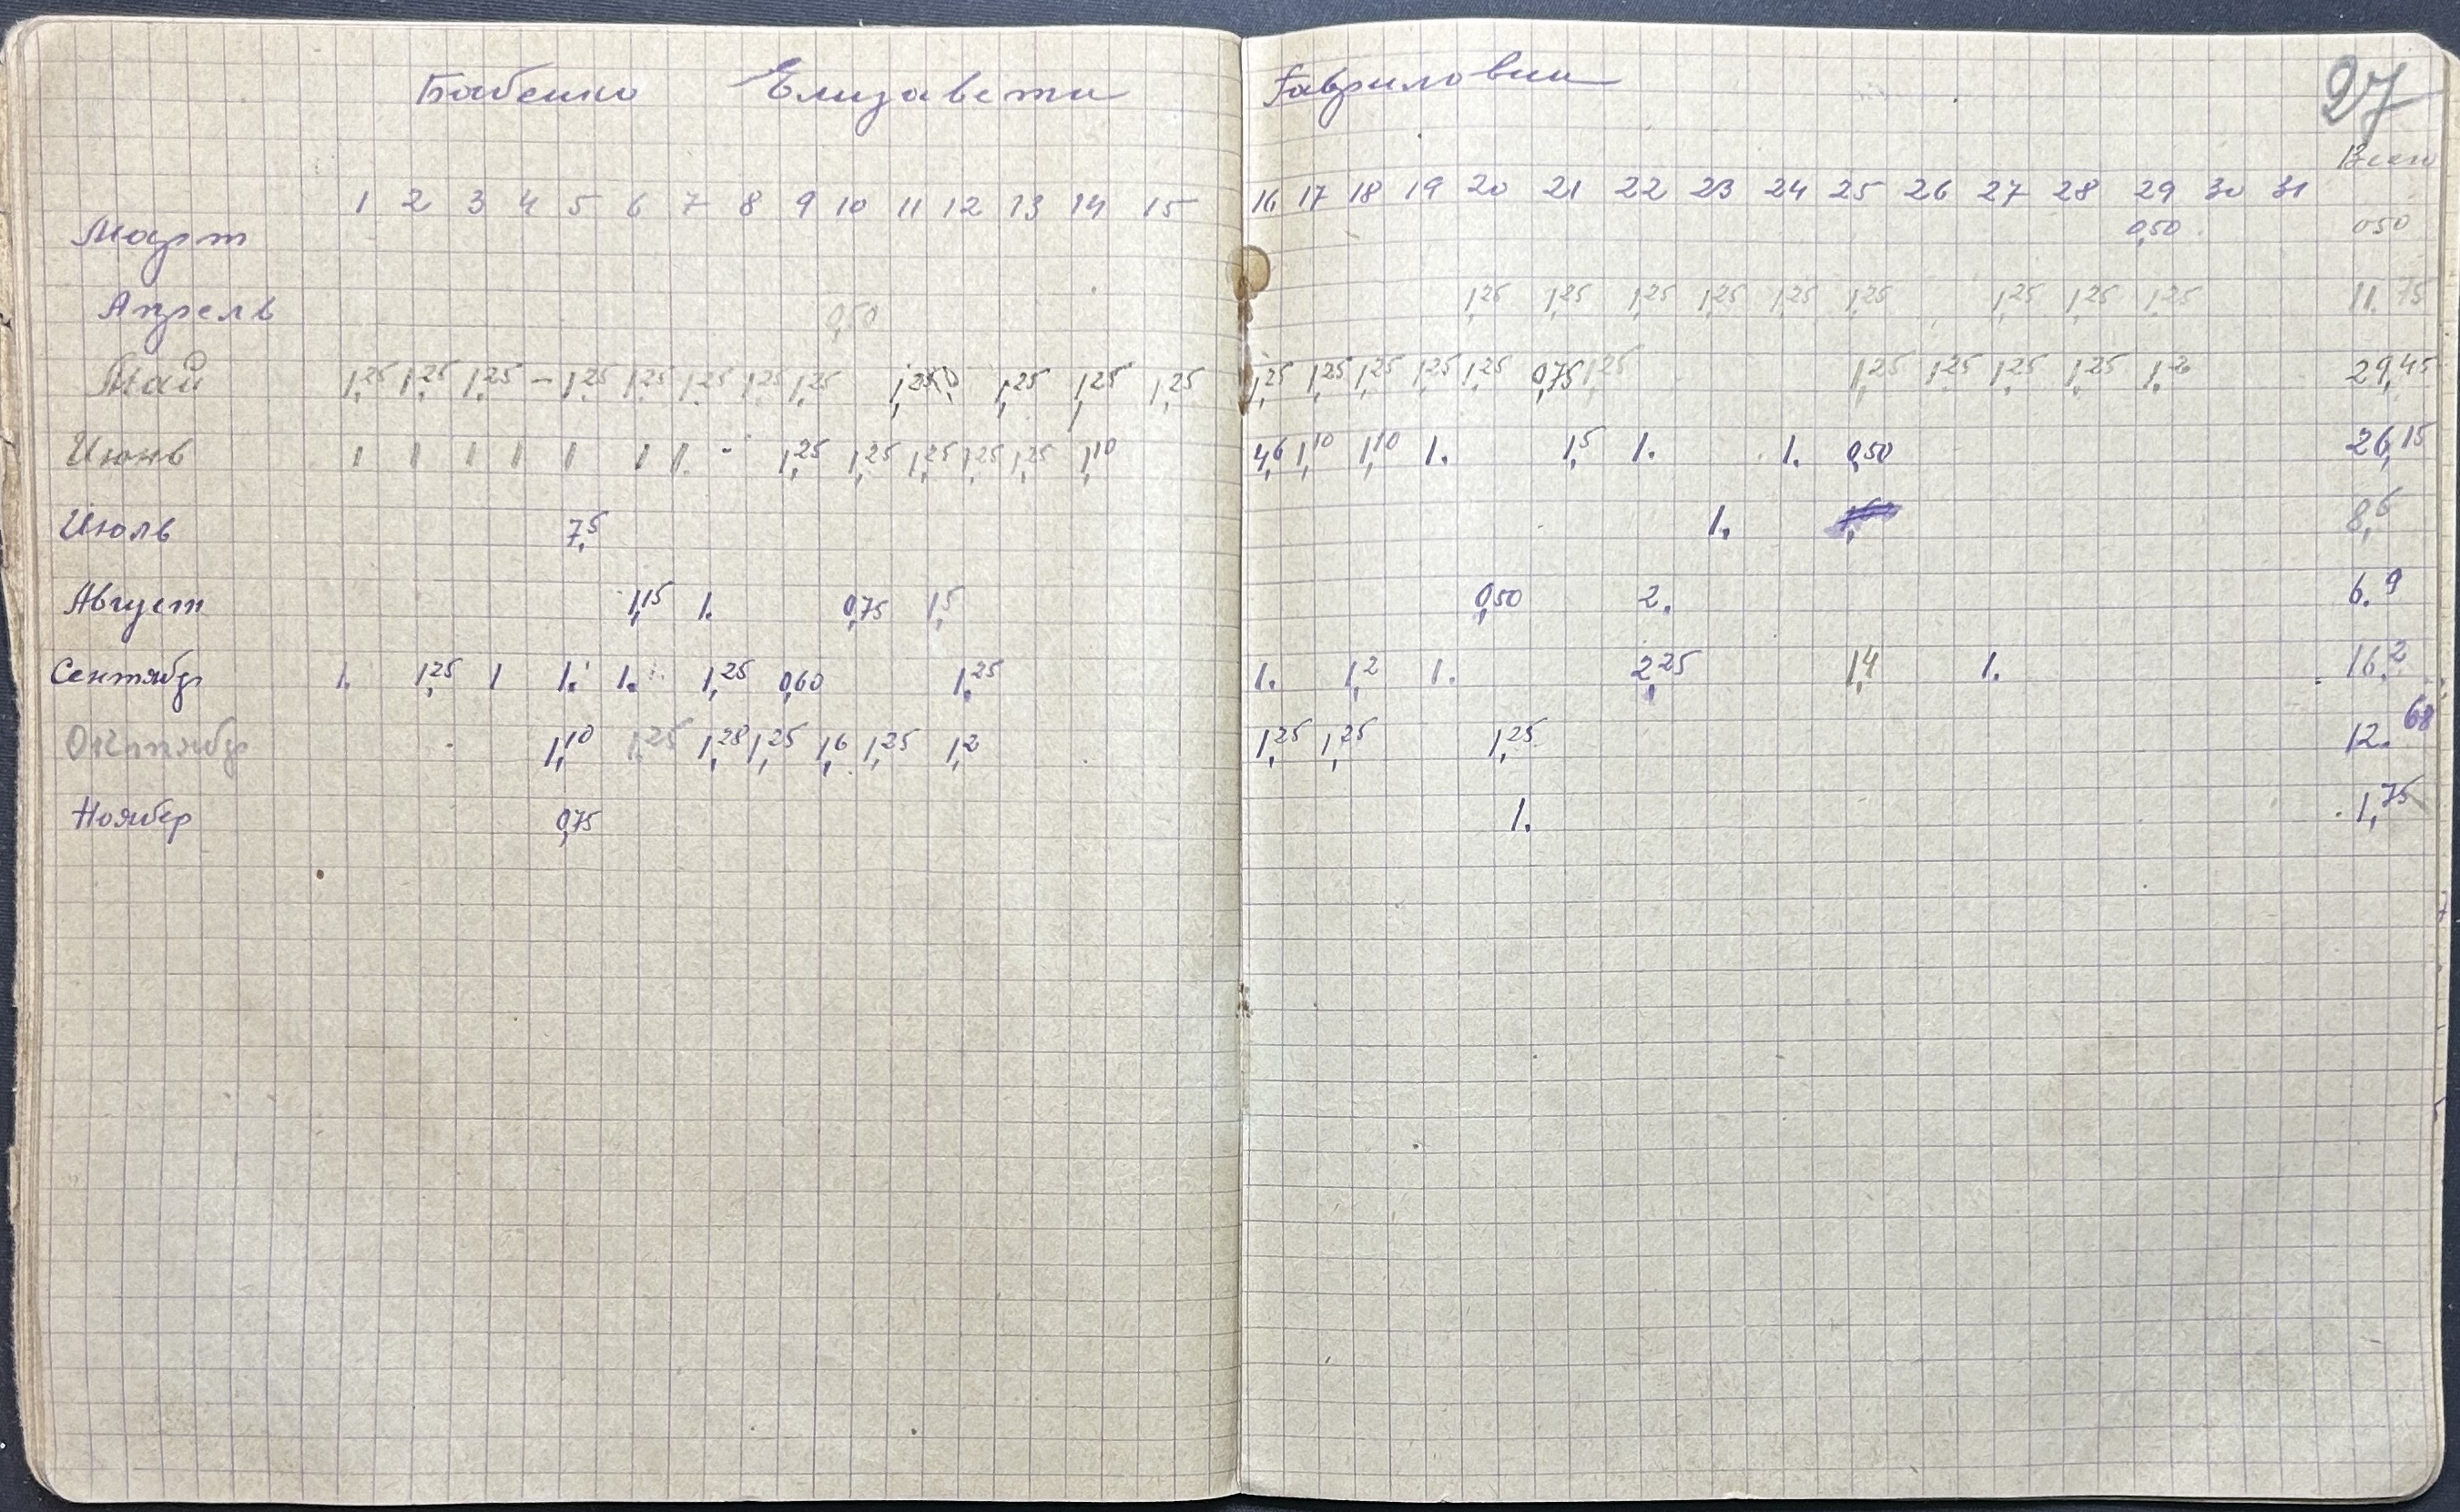 Бабенко Елизавета Гавриловна 27
Всего
1 2 3 4 5 6 7 8 9 10 11 12 13 14 15 16 17 18 19 20 21 22 23 24 25 26 27 28 29 30 31
Март 0,50 050
Апрель 0,50 1,25 1,25 1,25 1,25 1,25 1,25 1,25 1,25 1,25 11.75
Май 1,25 1,25 1,25 - 1,25 1,25 1,25 1,25 1,25 1,25 1,25 1,25 1,25 1,25 1,25 1,25 1,25 0,75 1,25 1,25 1,25 1,25 1,25 1,2 29,45
Июнь 1 1 1 1 1 1 1. - 1,25 1,25 1,25 1,25 1,25 1,10 4,6 1,10 1,10 1. 1,5 1. 1. 0,50 26,15
Июль 7,5 1. 8,5
Август 1,15 1. 0,75 1,5 0,50 2. 6.9
Сентябр 1. 1,25 1 1. 1. 1,25 0,60 1,25 1. 1,2 1. 2,25 1,4 1. 16.2
Октябр 1,10 1,25 1,28 1,25 1,6 1,25 1,2 1,25 1,25 1,25 12.68
Ноябер 0,75 1. 1,75